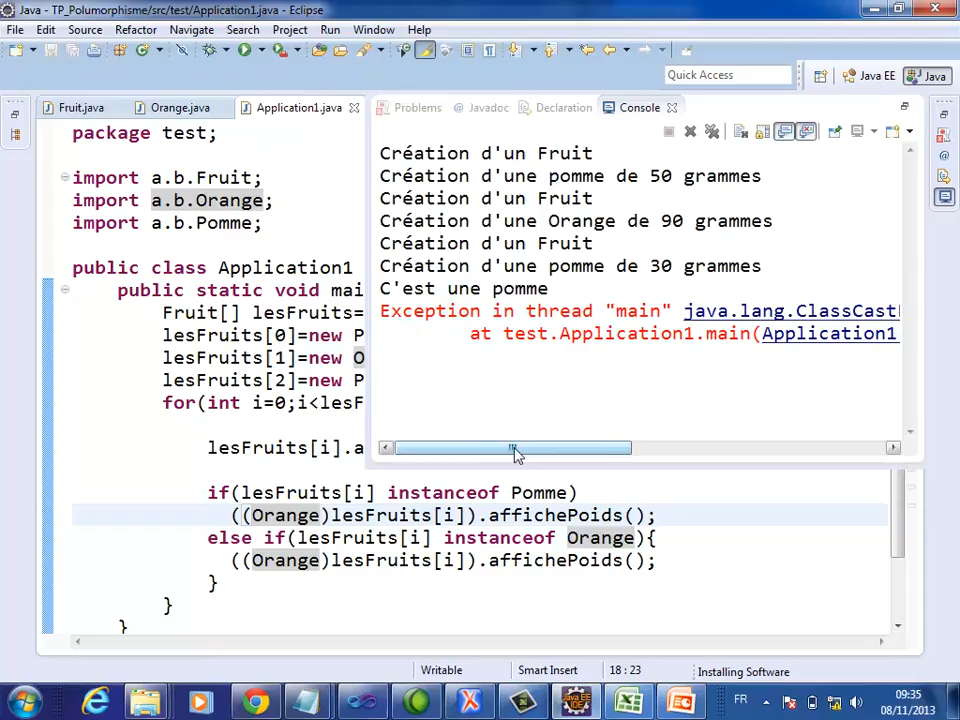 Java - TP_Polumorphisme/src/test/Application1.java - Eclipse
File Edit Source Refactor Navigate Search Project Run Window Help
Quick Access
Java EE
Java
Fruit.java
Orange.java
Application1.java
Problems
Javadoc
Declaration
Console
package test;
import a.b.Fruit;
import a.b.Orange;
import a.b.Pomme;
public class Application1
public static void mai
Fruit[] lesFruits=
lesFruits[0]=new P
lesFruits[1]=new O
lesFruits[2]=new P
for(int i=0;i<lesF
lesFruits[i].a
if(lesFruits[i] instanceof Pomme)
((Orange)lesFruits[i]).affichePoids();
else if(lesFruits[i] instanceof Orange){
((Orange)lesFruits[i]).affichePoids();
}
}
}
Création d'un Fruit
Création d'une pomme de 50 grammes
Création d'un Fruit
Création d'une Orange de 90 grammes
Création d'un Fruit
Création d'une pomme de 30 grammes
C'est une pomme
Exception in thread "main" java.lang.ClassCast
at test.Application1.main(Application1
Writable
Smart Insert
18 : 23
Installing Software
FR
09:35
08/11/2013